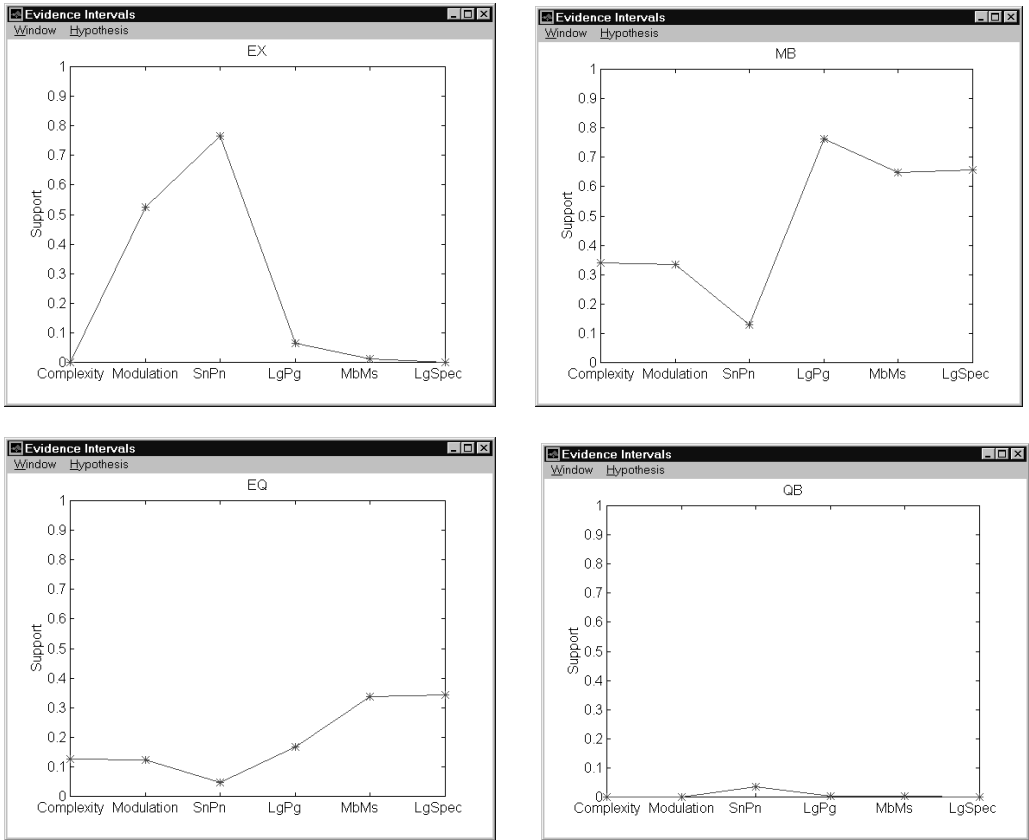 Evidence Intervals
Window Hypothesis
EX
1
0.9
0.8
0.7
0.6
0.5
0.4
0.3
0.2
0.1
0
Support
Complexity Modulation SnPn LgPg MbMs LgSpec
Evidence Intervals
Window Hypothesis
MB
1
0.9
0.8
0.7
0.6
0.5
0.4
0.3
0.2
0.1
0
Support
Complexity Modulation SnPn LgPg MbMs LgSpec
Evidence Intervals
Window Hypothesis
EQ
1
0.9
0.8
0.7
0.6
0.5
0.4
0.3
0.2
0.1
0
Support
Complexity Modulation SnPn LgPg MbMs LgSpec
Evidence Intervals
Window Hypothesis
QB
1
0.9
0.8
0.7
0.6
0.5
0.4
0.3
0.2
0.1
0
Support
Complexity Modulation SnPn LgPg MbMs LgSpec